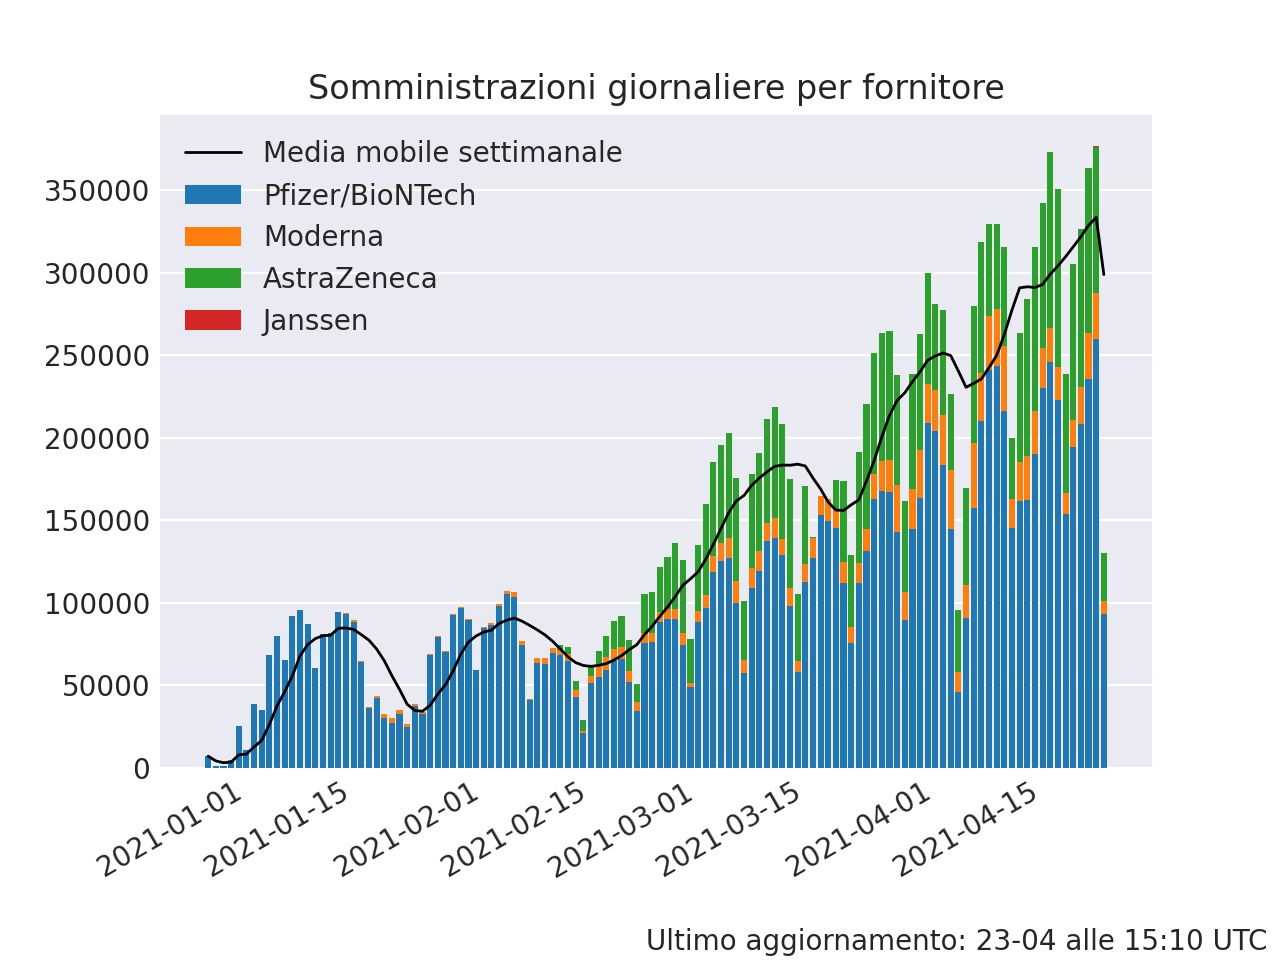 Somministrazioni giornaliere per fornitore
Media mobile settimanale
Pfizer/BioNTech
Moderna
AstraZeneca
Janssen
350000
300000
250000
200000
150000
100000
50000
0
2021-01-01
2021-01-15
2021-02-01
2021-02-15
2021-03-01
2021-03-15
2021-04-01
2021-04-15
Ultimo aggiornamento: 23-04 alle 15:10 UTC